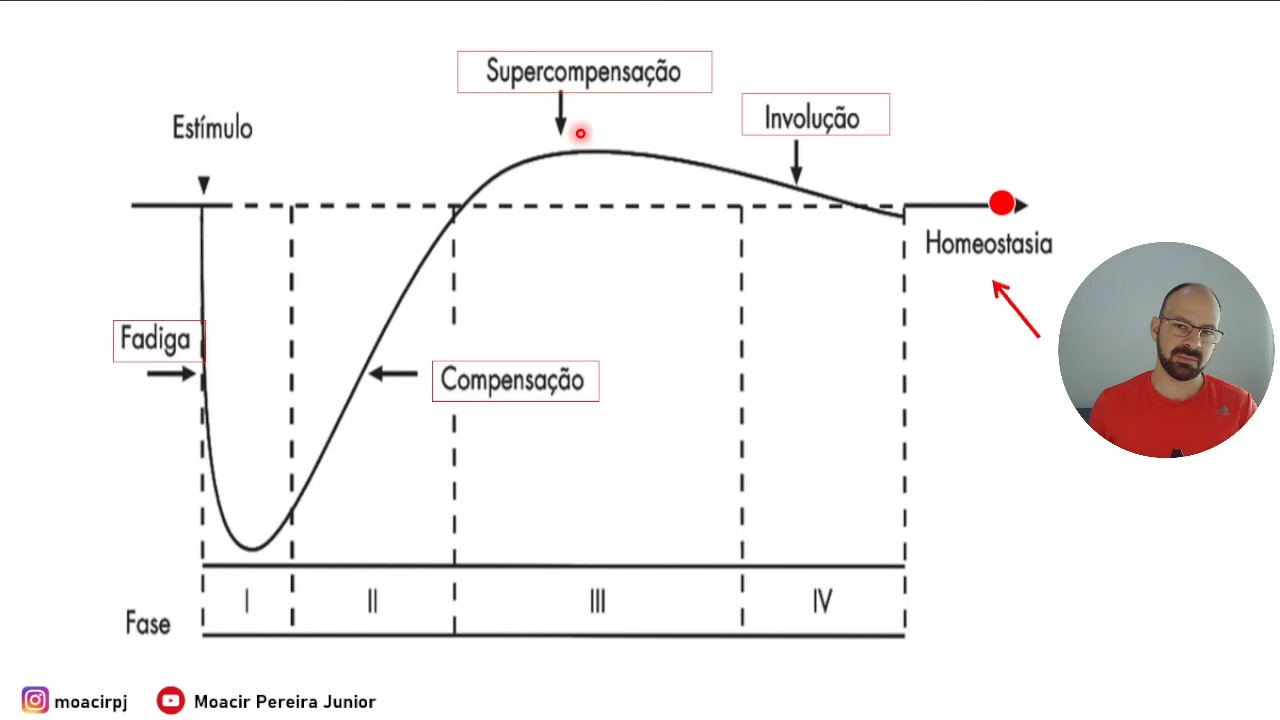 Supercompensação
Involução
Estímulo
Homeostasia
Fadiga
Compensação
Fase
I
II
III
IV
moacirpj
Moacir Pereira Junior